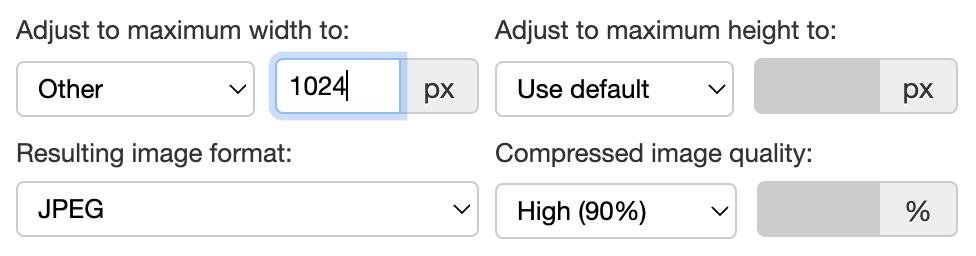 Adjust to maximum width to: Adjust to maximum height to:
Other 1024 px Use default px
Resulting image format: Compressed image quality:
JPEG High (90%) %